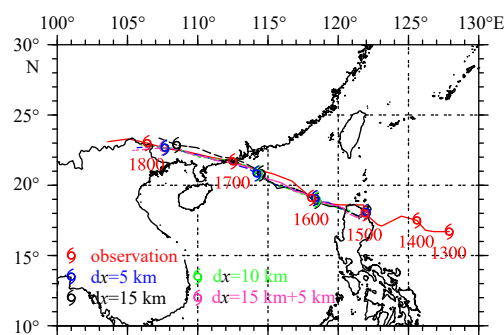 100° 105° 110° 115° 120° 125° 130°E
30°
N
25°
20°
15°
10°
1800
1700
1600
1500
1400
1300
observation
dx=5 km
dx=10 km
dx=15 km
dx=15 km+5 km